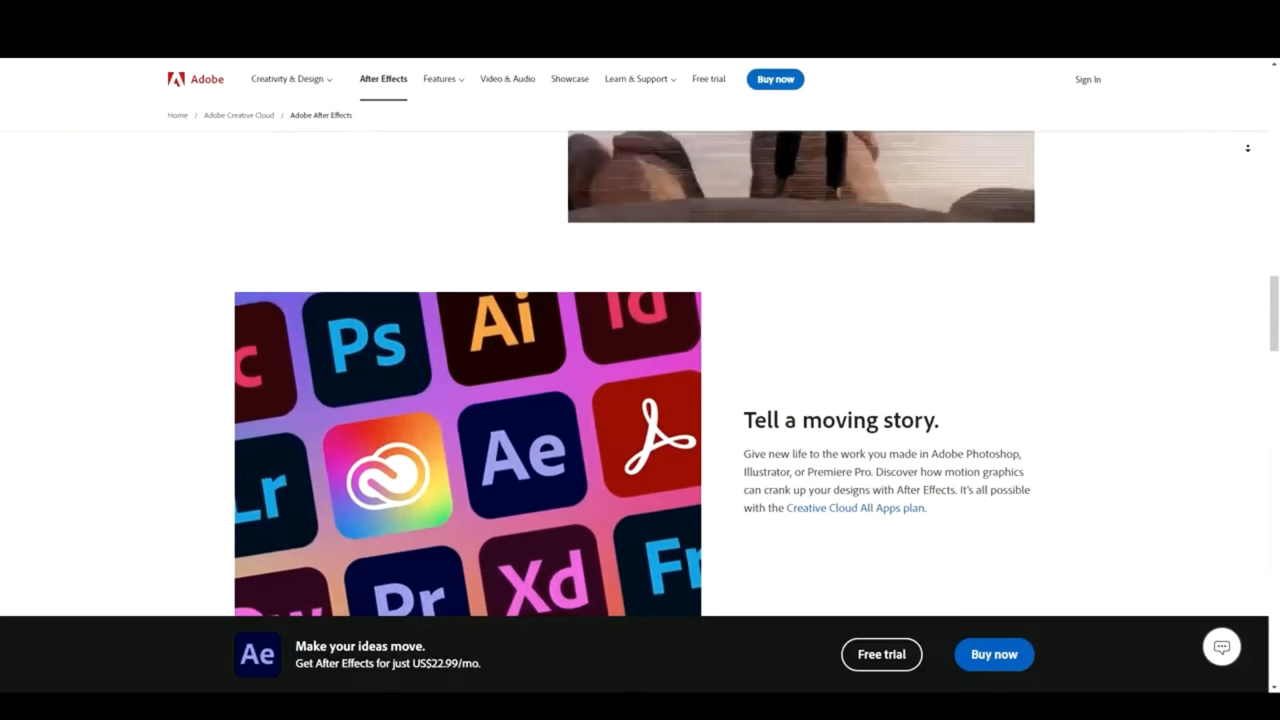 Adobe
Creativity & Design
After Effects
Features
Video & Audio
Showcase
Learn & Support
Free trial
Buy now
Sign In
Home / Adobe Creative Cloud / Adobe After Effects
c
Ps
Ai
Id
Lr
Ae
Dw
Pr
Xd
Fr
Tell a moving story.
Give new life to the work you made in Adobe Photoshop,
Illustrator, or Premiere Pro. Discover how motion graphics
can crank up your designs with After Effects. It's all possible
with the Creative Cloud All Apps plan.
Ae
Make your ideas move.
Get After Effects for just US$22.99/mo.
Free trial
Buy now